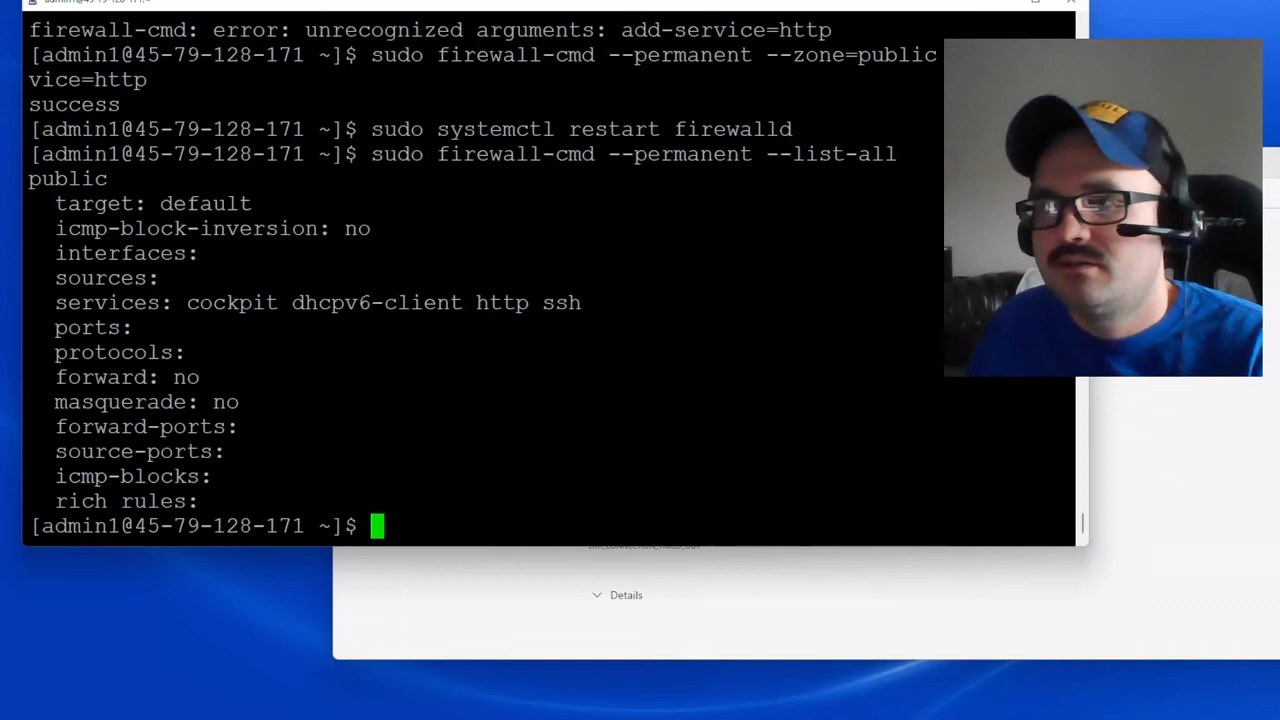 firewall-cmd: error: unrecognized arguments: add-service=http
[admin1@45-79-128-171 ~]$ sudo firewall-cmd --permanent --zone=public
vice=http
success
[admin1@45-79-128-171 ~]$ sudo systemctl restart firewalld
[admin1@45-79-128-171 ~]$ sudo firewall-cmd --permanent --list-all
public
target: default
icmp-block-inversion: no
interfaces:
sources:
services: cockpit dhcpv6-client http ssh
ports:
protocols:
forward: no
masquerade: no
forward-ports:
source-ports:
icmp-blocks:
rich rules:
[admin1@45-79-128-171 ~]$
Details